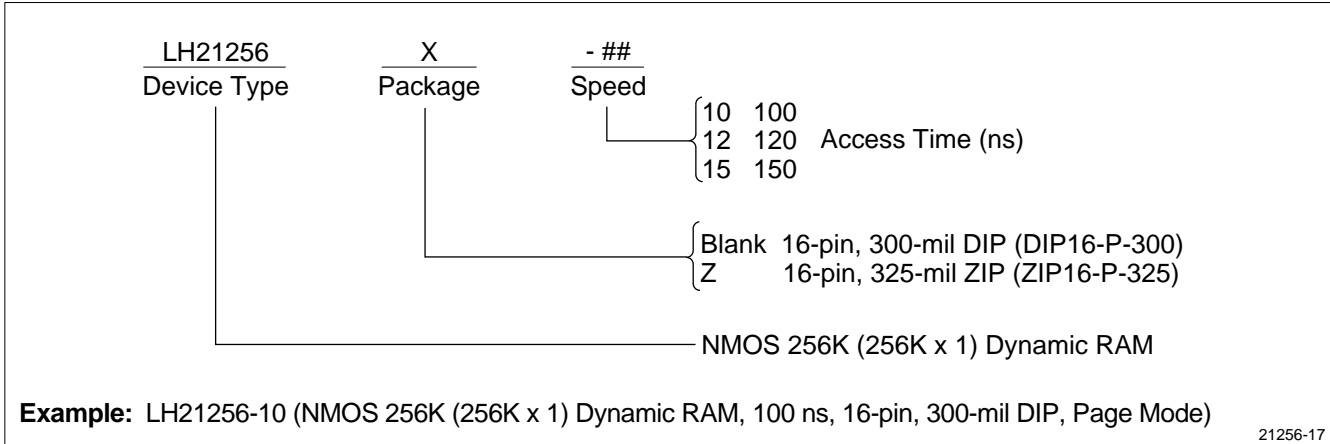 LH21256 X - ##
Device Type Package Speed
10 100
12 120 Access Time (ns)
15 150
Blank 16-pin, 300-mil DIP (DIP16-P-300)
Z 16-pin, 325-mil ZIP (ZIP16-P-325)
NMOS 256K (256K x 1) Dynamic RAM
Example: LH21256-10 (NMOS 256K (256K x 1) Dynamic RAM, 100 ns, 16-pin, 300-mil DIP, Page Mode)
21256-17